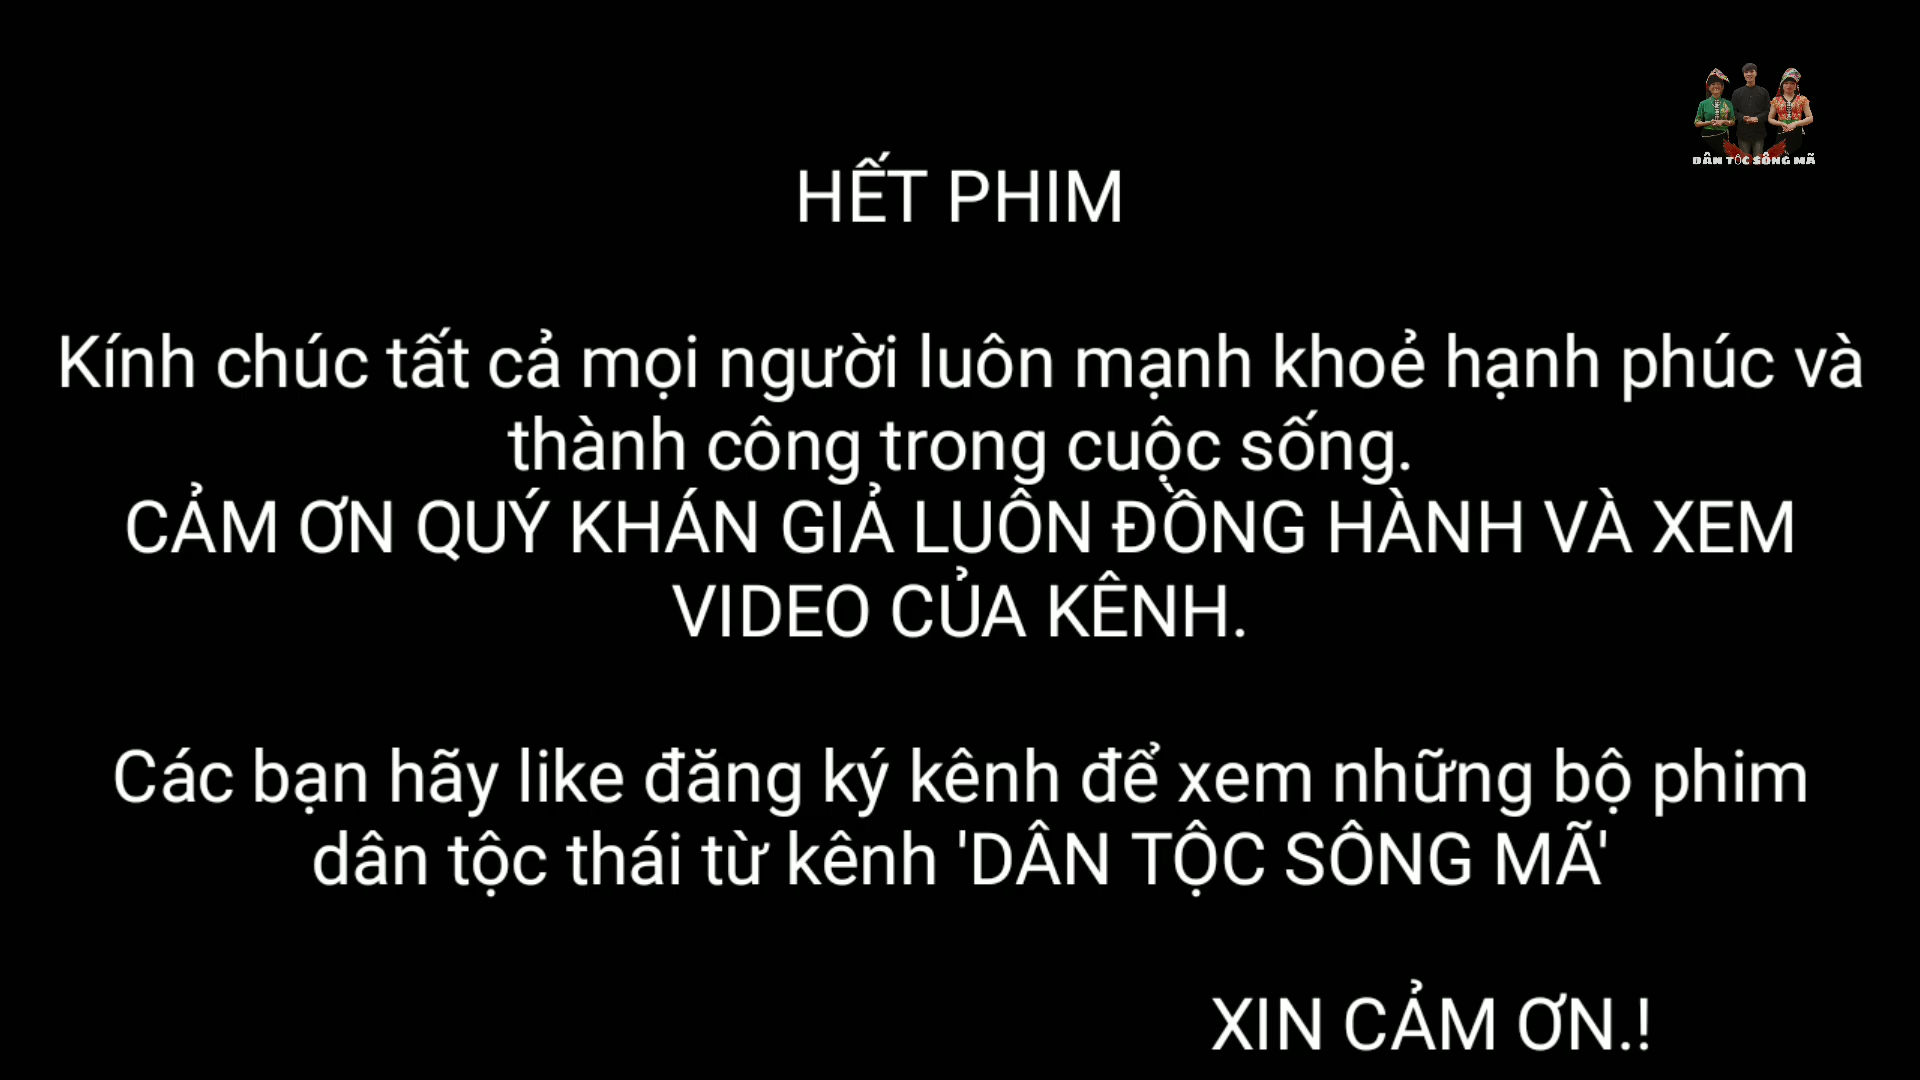 DÂN TỘC SÔNG MÃ
HẾT PHIM
Kính chúc tất cả mọi người luôn mạnh khoẻ hạnh phúc và
thành công trong cuộc sống.
CẢM ƠN QUÝ KHÁN GIẢ LUÔN ĐỒNG HÀNH VÀ XEM
VIDEO CỦA KÊNH.
Các bạn hãy like đăng ký kênh để xem những bộ phim
dân tộc thái từ kênh 'DÂN TỘC SÔNG MÃ'
XIN CẢM ƠN.!